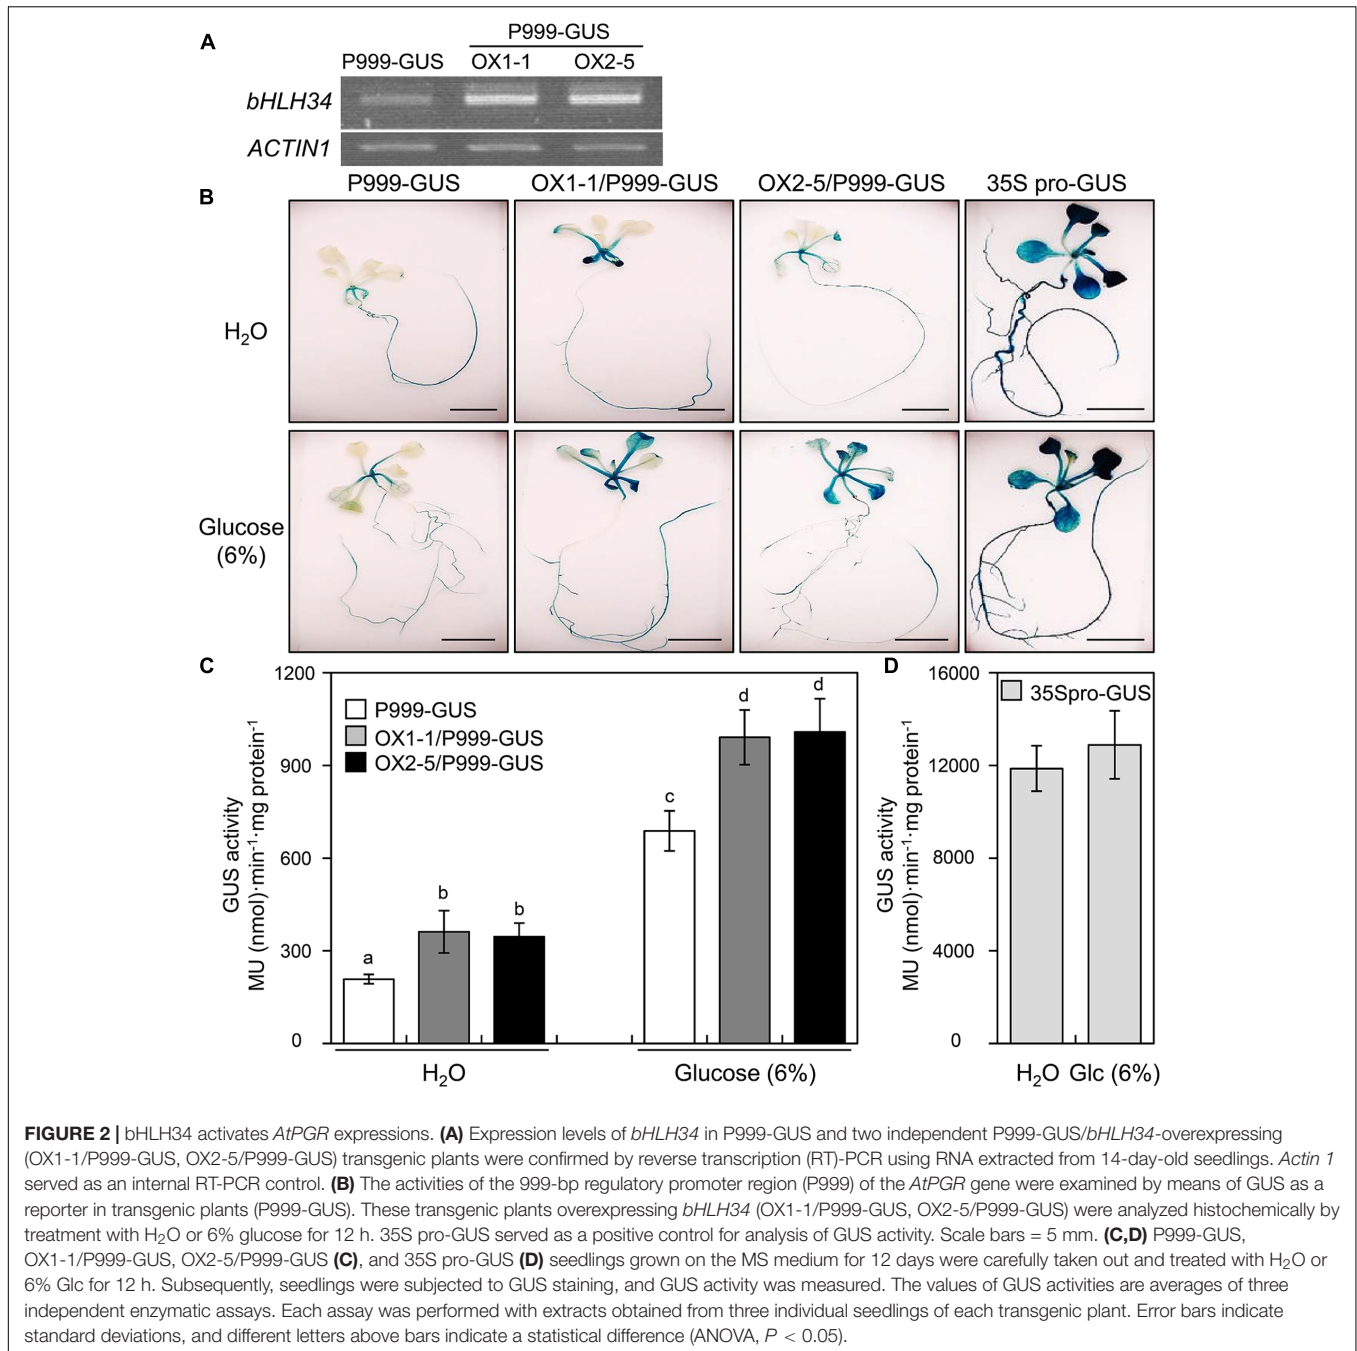 A
P999-GUS
P999-GUS OX1-1 OX2-5
bHLH34
ACTIN1
B
P999-GUS OX1-1/P999-GUS OX2-5/P999-GUS 35S pro-GUS
H₂O
Glucose
(6%)
C
GUS activity
MU (nmol)·min⁻¹·mg protein⁻¹
1200
900
600
300
0
P999-GUS
OX1-1/P999-GUS
OX2-5/P999-GUS
a b b c d d
H₂O Glucose (6%)
D
GUS activity
MU (nmol)·min⁻¹·mg protein⁻¹
16000
12000
8000
4000
0
35Spro-GUS
H₂O Glc (6%)
FIGURE 2 | bHLH34 activates AtPGR expressions. (A) Expression levels of bHLH34 in P999-GUS and two independent P999-GUS/bHLH34-overexpressing
(OX1-1/P999-GUS, OX2-5/P999-GUS) transgenic plants were confirmed by reverse transcription (RT)-PCR using RNA extracted from 14-day-old seedlings. Actin 1
served as an internal RT-PCR control. (B) The activities of the 999-bp regulatory promoter region (P999) of the AtPGR gene were examined by means of GUS as a
reporter in transgenic plants (P999-GUS). These transgenic plants overexpressing bHLH34 (OX1-1/P999-GUS, OX2-5/P999-GUS) were analyzed histochemically by
treatment with H₂O or 6% glucose for 12 h. 35S pro-GUS served as a positive control for analysis of GUS activity. Scale bars = 5 mm. (C,D) P999-GUS,
OX1-1/P999-GUS, OX2-5/P999-GUS (C), and 35S pro-GUS (D) seedlings grown on the MS medium for 12 days were carefully taken out and treated with H₂O or
6% Glc for 12 h. Subsequently, seedlings were subjected to GUS staining, and GUS activity was measured. The values of GUS activities are averages of three
independent enzymatic assays. Each assay was performed with extracts obtained from three individual seedlings of each transgenic plant. Error bars indicate
standard deviations, and different letters above bars indicate a statistical difference (ANOVA, P < 0.05).